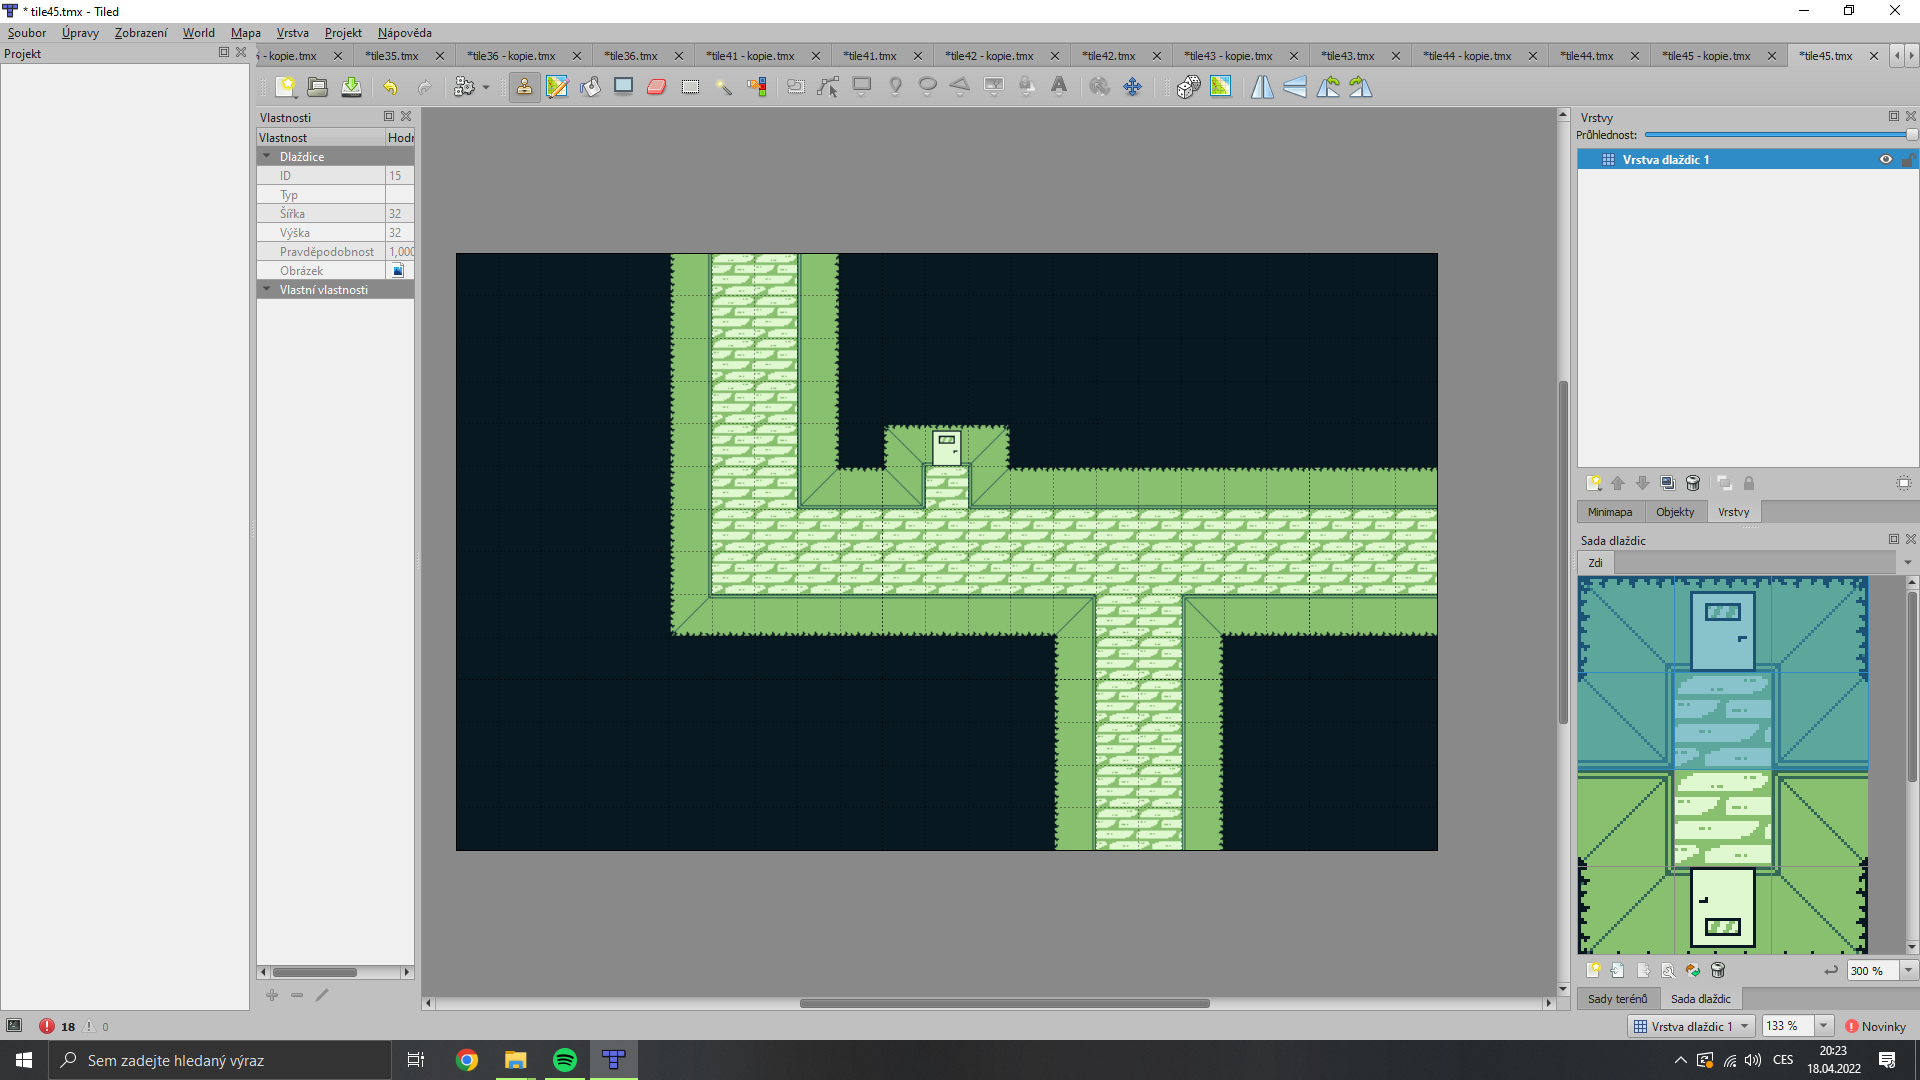 * tile45.tmx - Tiled
Soubor Úpravy Zobrazení World Mapa Vrstva Projekt Nápověda
Projekt
- kopie.tmx *tile35.tmx *tile36 - kopie.tmx *tile36.tmx *tile41 - kopie.tmx *tile41.tmx *tile42 - kopie.tmx *tile42.tmx *tile43 - kopie.tmx *tile43.tmx *tile44 - kopie.tmx *tile44.tmx *tile45 - kopie.tmx *tile45.tmx
Vlastnosti
Vlastnost Hodn
Dlaždice
ID 15
Typ
Šířka 32
Výška 32
Pravděpodobnost 1,000
Obrázek
Vlastní vlastnosti
Vrstvy
Průhlednost:
Vrstva dlaždic 1
Minimapa Objekty Vrstvy
Sada dlaždic
Zdi
300 %
Sady terénů Sada dlaždic
18 0
Vrstva dlaždic 1 133 % Novinky
Sem zadejte hledaný výraz
CES
20:23
18.04.2022